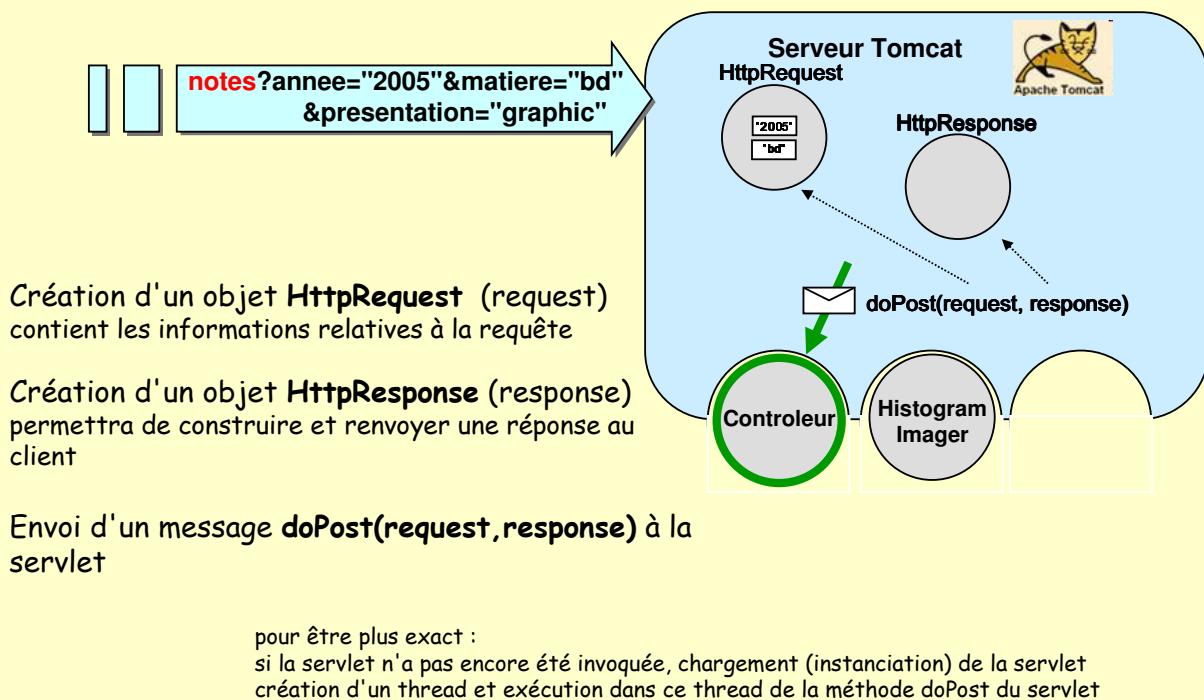 notes?annee="2005"&matiere="bd"
&presentation="graphic"
Serveur Tomcat
Apache Tomcat
HttpRequest
"2005"
"bd"
HttpResponse
doPost(request, response)
Controleur
Histogram
Imager
Création d'un objet HttpRequest (request)
contient les informations relatives à la requête
Création d'un objet HttpResponse (response)
permettra de construire et renvoyer une réponse au
client
Envoi d'un message doPost(request,response) à la
servlet
pour être plus exact :
si la servlet n'a pas encore été invoquée, chargement (instanciation) de la servlet
création d'un thread et exécution dans ce thread de la méthode doPost du servlet